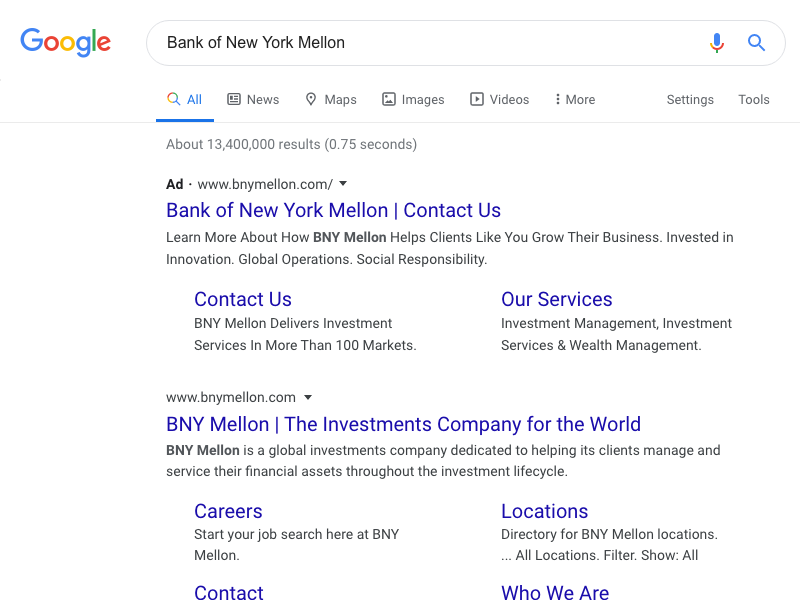 Google
Bank of New York Mellon
All News Maps Images Videos More Settings Tools
About 13,400,000 results (0.75 seconds)
Ad · www.bnymellon.com/
Bank of New York Mellon | Contact Us
Learn More About How BNY Mellon Helps Clients Like You Grow Their Business. Invested in
Innovation. Global Operations. Social Responsibility.
Contact Us
BNY Mellon Delivers Investment
Services In More Than 100 Markets.
Our Services
Investment Management, Investment
Services & Wealth Management.
www.bnymellon.com
BNY Mellon | The Investments Company for the World
BNY Mellon is a global investments company dedicated to helping its clients manage and
service their financial assets throughout the investment lifecycle.
Careers
Start your job search here at BNY
Mellon.
Locations
Directory for BNY Mellon locations.
... All Locations. Filter. Show: All
Contact
Who We Are